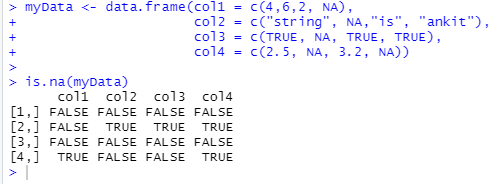 > myData <- data.frame(col1 = c(4,6,2, NA),
+                      col2 = c("string", NA,"is", "ankit"),
+                      col3 = c(TRUE, NA, TRUE, TRUE),
+                      col4 = c(2.5, NA, 3.2, NA))
>
> is.na(myData)
      col1  col2  col3  col4
[1,] FALSE FALSE FALSE FALSE
[2,] FALSE  TRUE  TRUE  TRUE
[3,] FALSE FALSE FALSE FALSE
[4,]  TRUE FALSE FALSE  TRUE
>